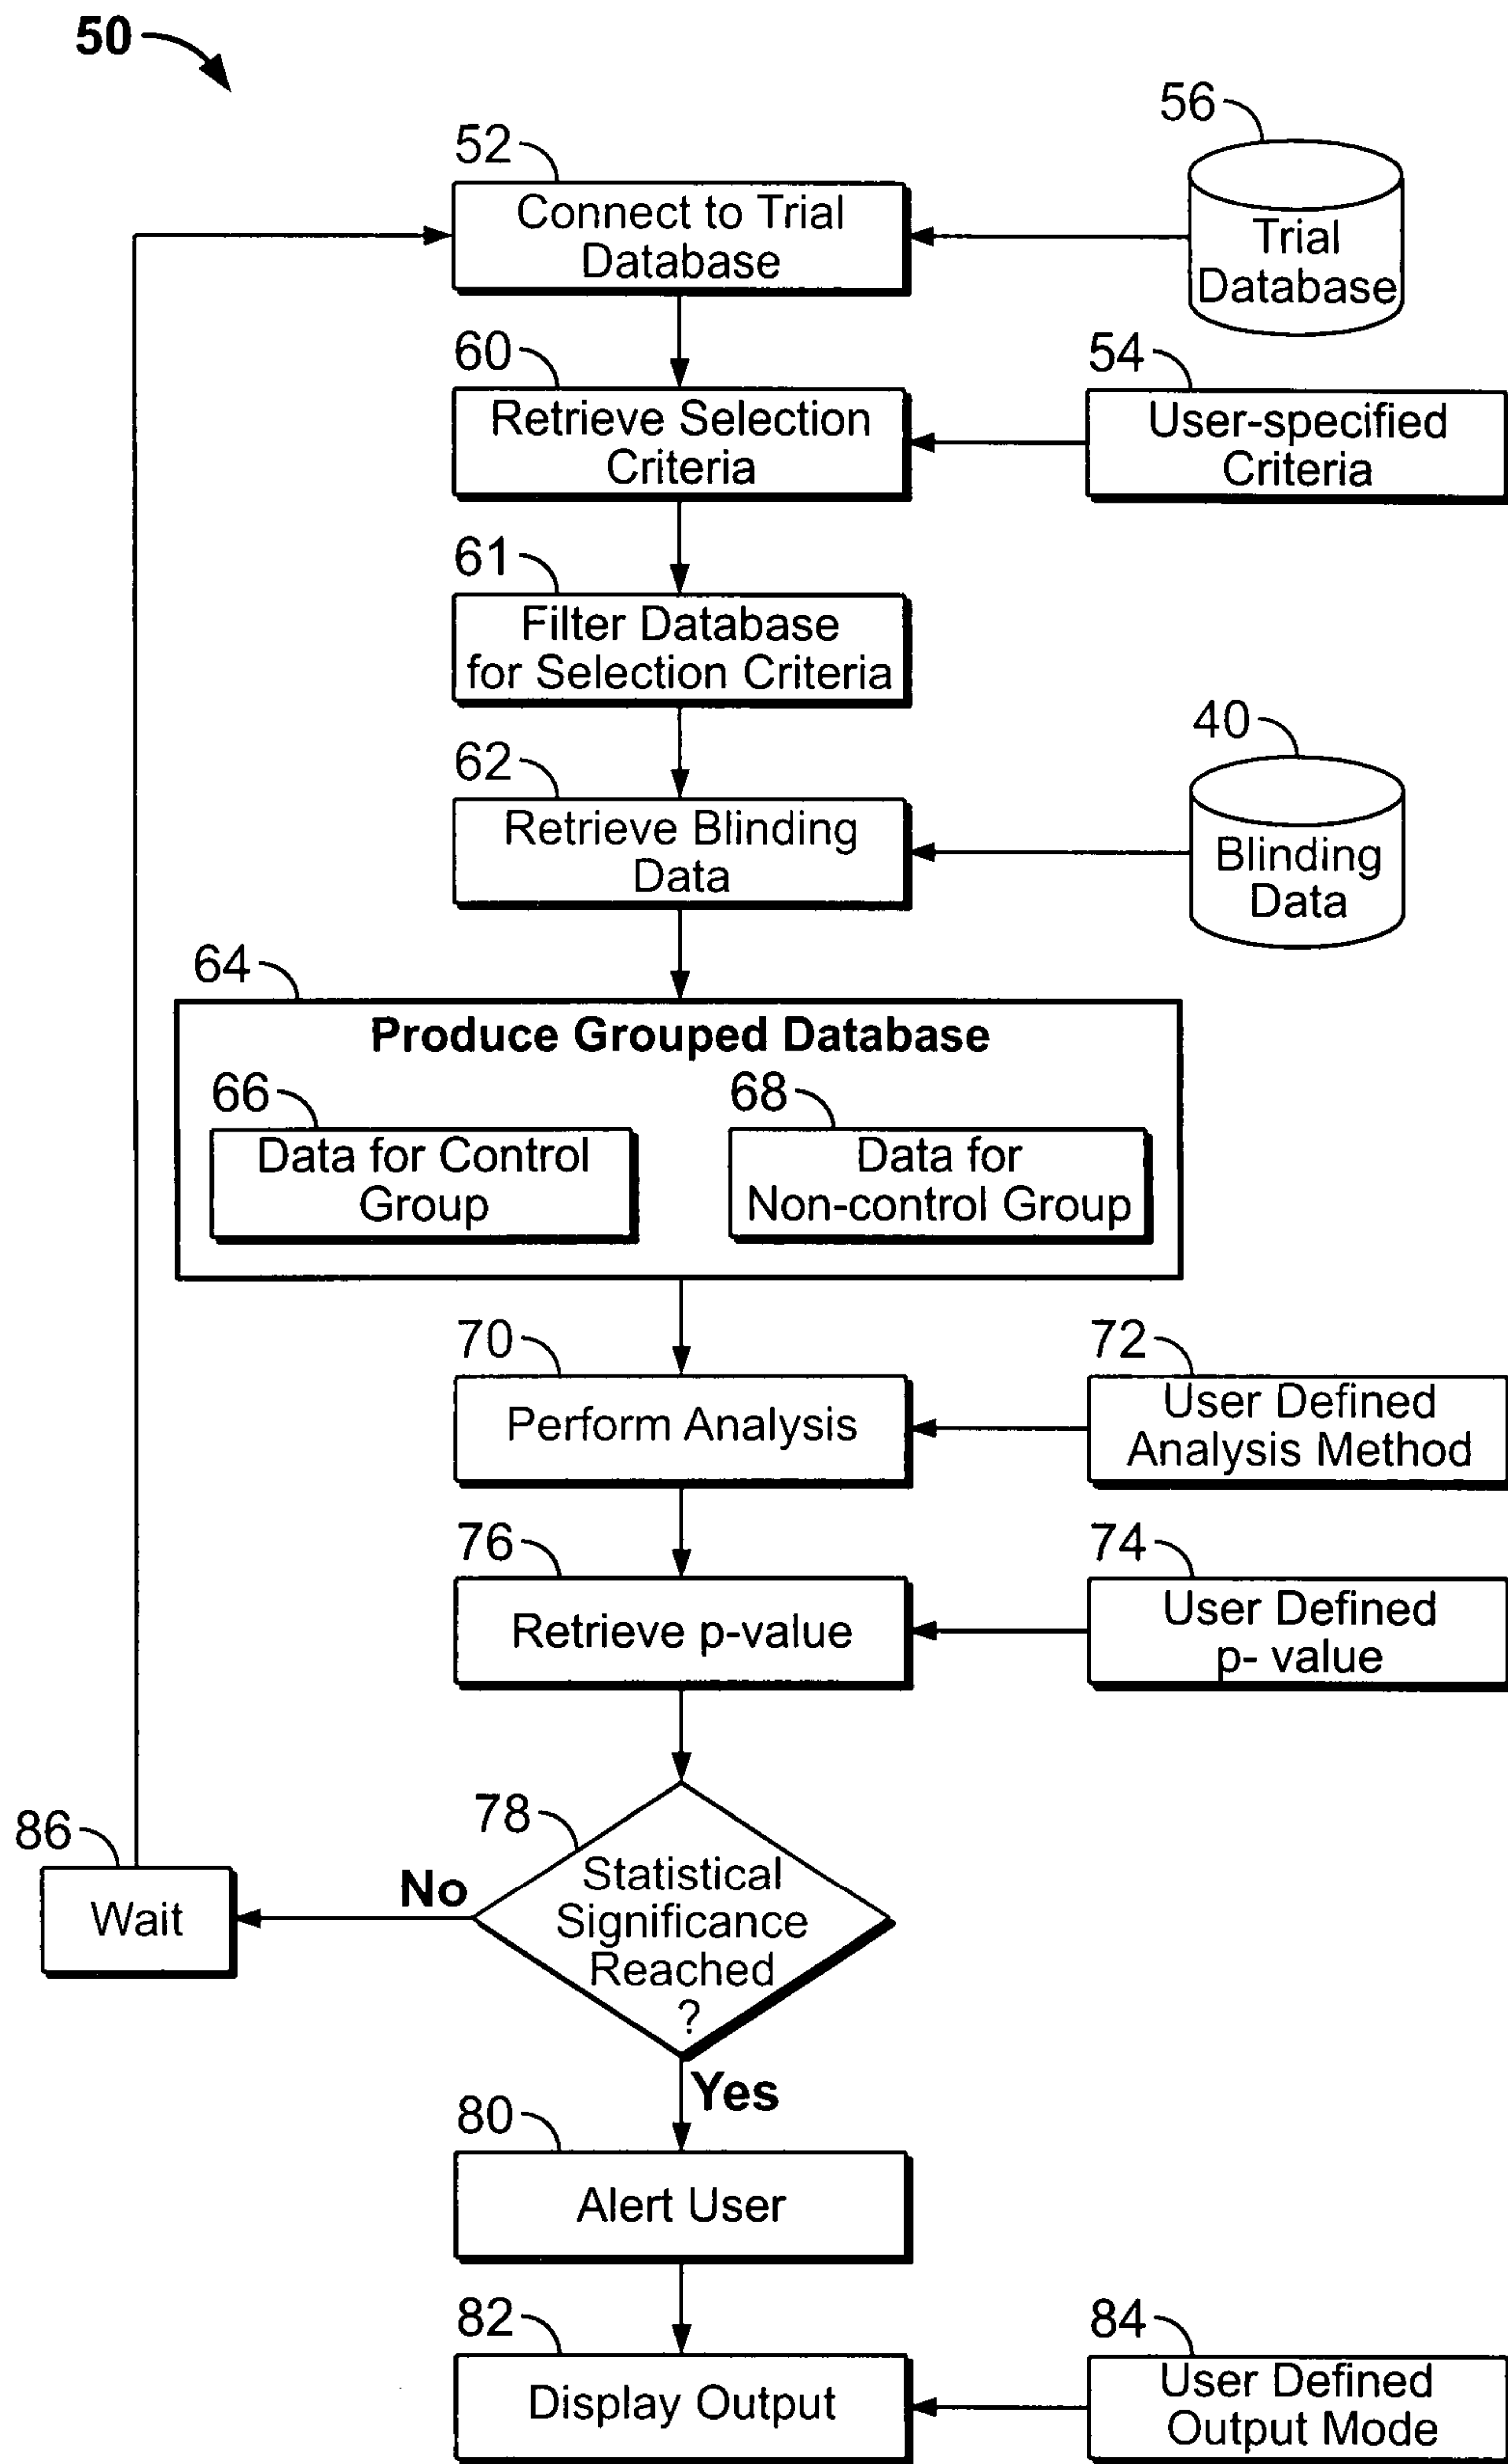 50
52
Connect to Trial
Database
56
Trial
Database
60
Retrieve Selection
Criteria
54
User-specified
Criteria
61
Filter Database
for Selection Criteria
62
Retrieve Blinding
Data
40
Blinding
Data
64
Produce Grouped Database
66
Data for Control
Group
68
Data for
Non-control Group
70
Perform Analysis
72
User Defined
Analysis Method
76
Retrieve p-value
74
User Defined
p- value
78
Statistical
Significance
Reached
?
No
86
Wait
Yes
80
Alert User
82
Display Output
84
User Defined
Output Mode